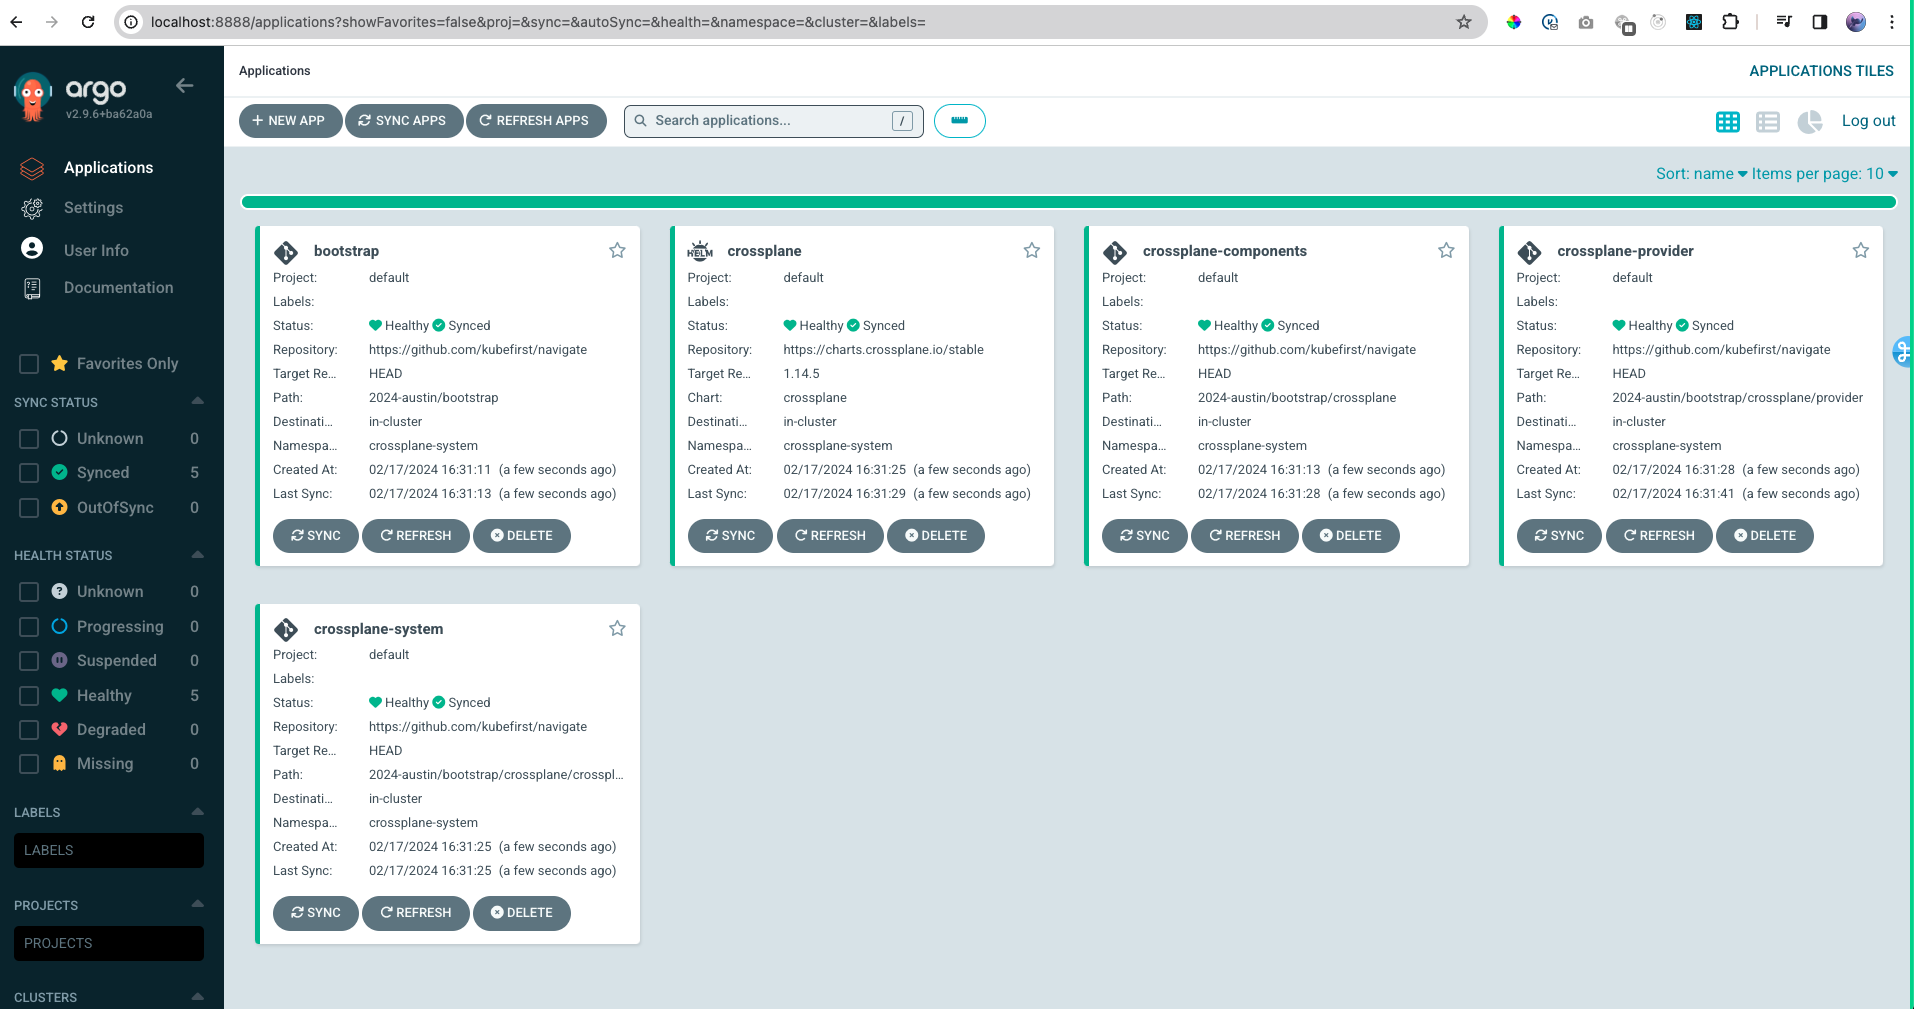 localhost:8888/applications?showFavorites=false&proj=&sync=&autoSync=&health=&namespace=&cluster=&labels=
argo
v2.9.6+ba62a0a
Applications
Settings
User Info
Documentation
Favorites Only
SYNC STATUS
Unknown 0
Synced 5
OutOfSync 0
HEALTH STATUS
Unknown 0
Progressing 0
Suspended 0
Healthy 5
Degraded 0
Missing 0
LABELS
LABELS
PROJECTS
PROJECTS
CLUSTERS
Applications
APPLICATIONS TILES
NEW APP
SYNC APPS
REFRESH APPS
Search applications...
/
Log out
Sort: name Items per page: 10
bootstrap
Project: default
Labels:
Status: Healthy Synced
Repository: https://github.com/kubefirst/navigate
Target Re... HEAD
Path: 2024-austin/bootstrap
Destinati... in-cluster
Namespa... crossplane-system
Created At: 02/17/2024 16:31:11 (a few seconds ago)
Last Sync: 02/17/2024 16:31:13 (a few seconds ago)
SYNC REFRESH DELETE
HELM
crossplane
Project: default
Labels:
Status: Healthy Synced
Repository: https://charts.crossplane.io/stable
Target Re... 1.14.5
Chart: crossplane
Destinati... in-cluster
Namespa... crossplane-system
Created At: 02/17/2024 16:31:25 (a few seconds ago)
Last Sync: 02/17/2024 16:31:29 (a few seconds ago)
SYNC REFRESH DELETE
crossplane-components
Project: default
Labels:
Status: Healthy Synced
Repository: https://github.com/kubefirst/navigate
Target Re... HEAD
Path: 2024-austin/bootstrap/crossplane
Destinati... in-cluster
Namespa... crossplane-system
Created At: 02/17/2024 16:31:13 (a few seconds ago)
Last Sync: 02/17/2024 16:31:28 (a few seconds ago)
SYNC REFRESH DELETE
crossplane-provider
Project: default
Labels:
Status: Healthy Synced
Repository: https://github.com/kubefirst/navigate
Target Re... HEAD
Path: 2024-austin/bootstrap/crossplane/provider
Destinati... in-cluster
Namespa... crossplane-system
Created At: 02/17/2024 16:31:28 (a few seconds ago)
Last Sync: 02/17/2024 16:31:41 (a few seconds ago)
SYNC REFRESH DELETE
crossplane-system
Project: default
Labels:
Status: Healthy Synced
Repository: https://github.com/kubefirst/navigate
Target Re... HEAD
Path: 2024-austin/bootstrap/crossplane/crosspl...
Destinati... in-cluster
Namespa... crossplane-system
Created At: 02/17/2024 16:31:25 (a few seconds ago)
Last Sync: 02/17/2024 16:31:25 (a few seconds ago)
SYNC REFRESH DELETE